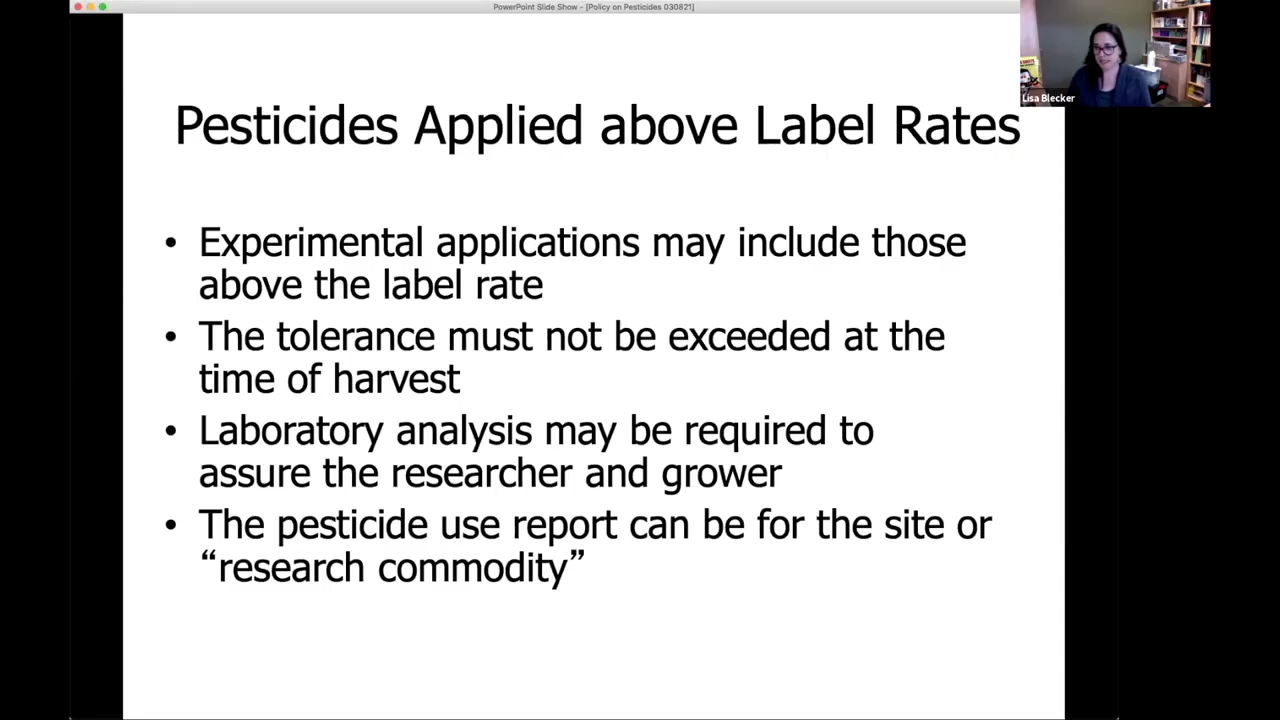 PowerPoint Slide Show - [Policy on Pesticides 030821]
Lisa Blecker
Pesticides Applied above Label Rates
• Experimental applications may include those
above the label rate
• The tolerance must not be exceeded at the
time of harvest
• Laboratory analysis may be required to
assure the researcher and grower
• The pesticide use report can be for the site or
“research commodity”